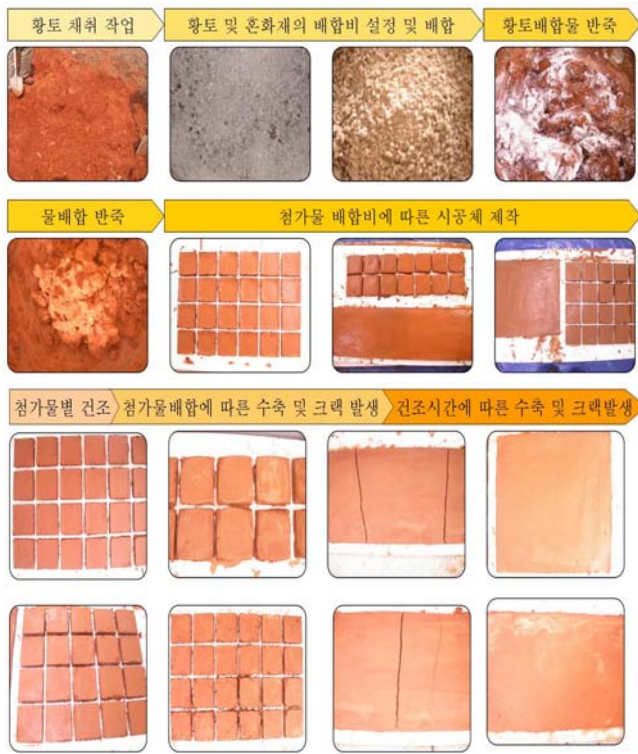 황토 채취 작업
황토 및 혼화재의 배합비 설정 및 배합
황토배합물 반죽
물배합 반죽
첨가물 배합비에 따른 시공체 제작
첨가물별 건조
첨가물배합에 따른 수축 및 크랙 발생
건조시간에 따른 수축 및 크랙발생